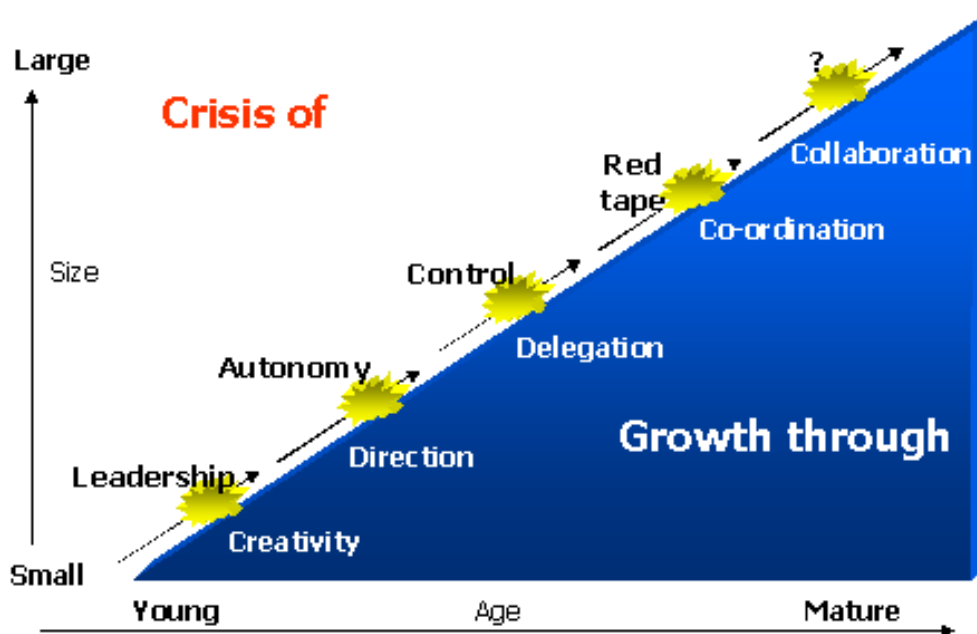 Large
Crisis of
?
Collaboration
Red
tape
Co-ordination
Size
Control
Delegation
Autonomy
Growth through
Direction
Leadership
Creativity
Small
Young
Age
Mature